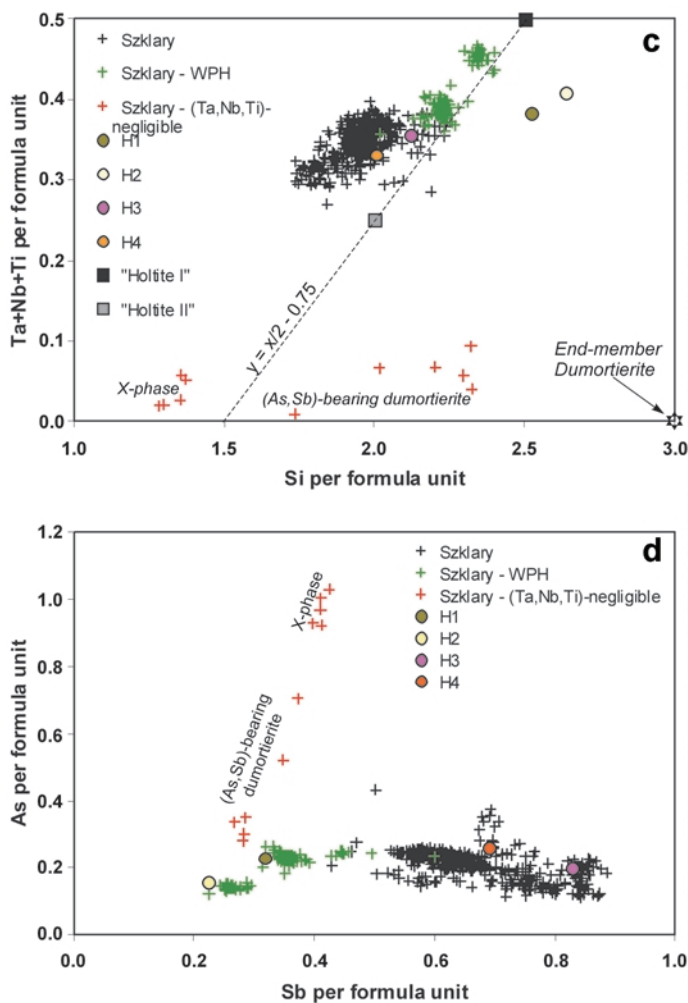 c
0.5
0.4
0.3
0.2
0.1
0.0
Ta+Nb+Ti per formula unit
Szklary
Szklary - WPH
Szklary - (Ta,Nb,Ti)-
negligible
H1
H2
H3
H4
"Holtite I"
"Holtite II"
y = x/2 - 0.75
X-phase
(As,Sb)-bearing dumortierite
End-member
Dumortierite
1.0 1.5 2.0 2.5 3.0
Si per formula unit
d
1.2
1.0
0.8
0.6
0.4
0.2
0.0
As per formula unit
Szklary
Szklary - WPH
Szklary - (Ta,Nb,Ti)-negligible
H1
H2
H3
H4
X-phase
(As,Sb)-bearing
dumortierite
0.0 0.2 0.4 0.6 0.8 1.0
Sb per formula unit